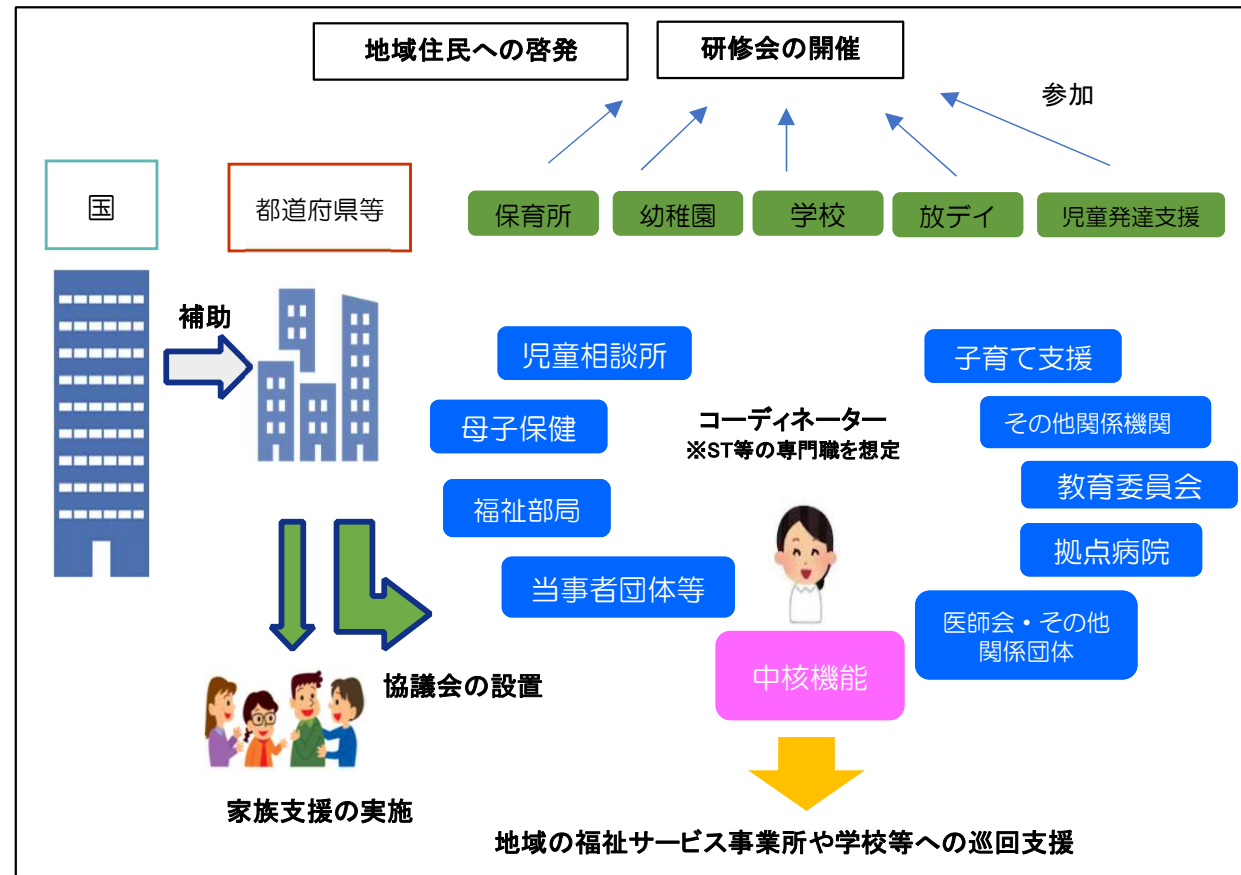 地域住民への啓発
研修会の開催
参加
国
都道府県等
保育所
幼稚園
学校
放デイ
児童発達支援
補助
児童相談所
子育て支援
母子保健
コーディネーター
※ST等の専門職を想定
その他関係機関
福祉部局
教育委員会
当事者団体等
拠点病院
医師会・その他
関係団体
協議会の設置
中核機能
家族支援の実施
地域の福祉サービス事業所や学校等への巡回支援